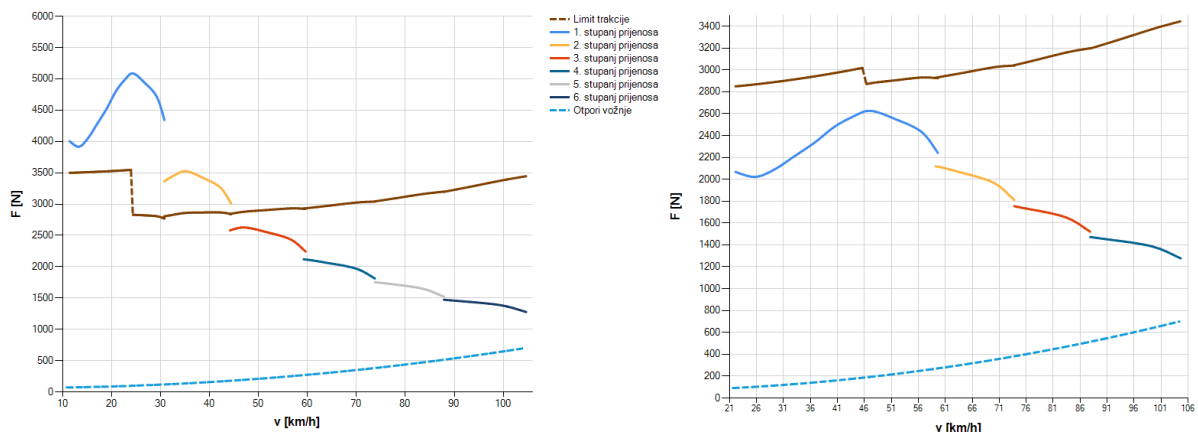 6000
5500
5000
4500
4000
3500
3000
2500
2000
1500
1000
500
0
F [N]
10 20 30 40 50 60 70 80 90 100
v [km/h]
Limit trakcije
1. stupanj prijenosa
2. stupanj prijenosa
3. stupanj prijenosa
4. stupanj prijenosa
5. stupanj prijenosa
6. stupanj prijenosa
Otpori vožnje
3400
3200
3000
2800
2600
2400
2200
2000
1800
1600
1400
1200
1000
800
600
400
200
0
F [N]
21 26 31 36 41 46 51 56 61 66 71 76 81 86 91 96 101 106
v [km/h]